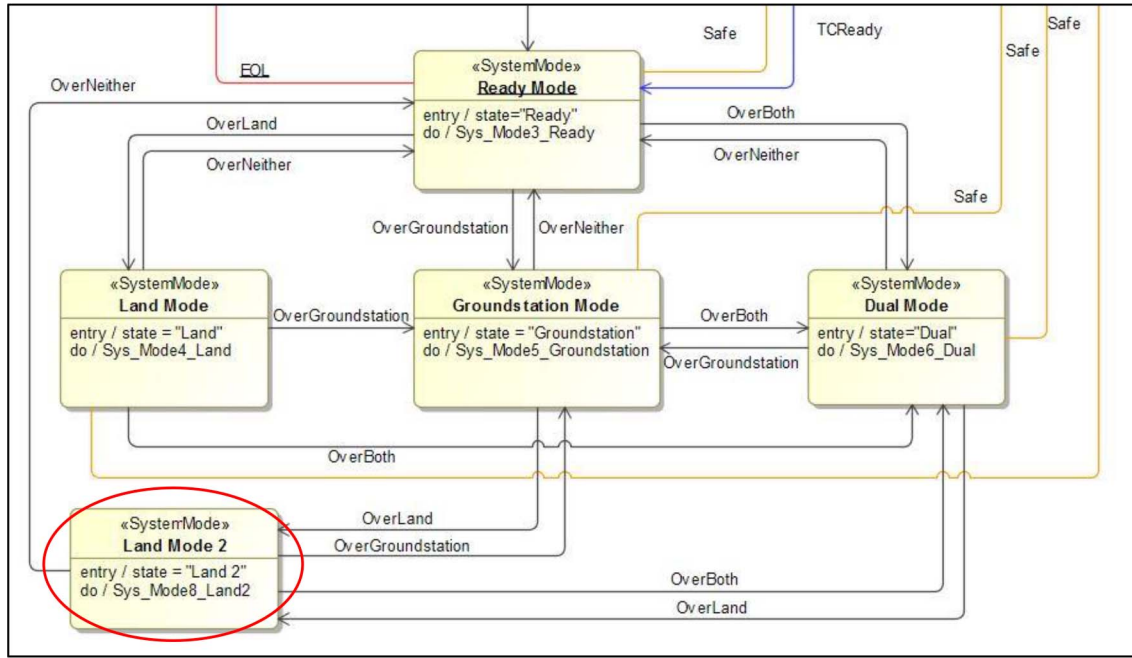 Safe
TCReady
Safe
Safe
EOL
«SystemMode»
Ready Mode
entry / state="Ready"
do / Sys_Mode3_Ready
OverNeither
OverLand
OverNeither
OverBoth
OverNeither
Safe
OverGroundstation
OverNeither
«SystemMode»
Land Mode
entry / state = "Land"
do / Sys_Mode4_Land
OverGroundstation
«SystemMode»
Groundstation Mode
entry / state = "Groundstation"
do / Sys_Mode5_Groundstation
OverBoth
OverGroundstation
«SystemMode»
Dual Mode
entry / state="Dual"
do / Sys_Mode6_Dual
OverBoth
«SystemMode»
Land Mode 2
entry / state = "Land 2"
do / Sys_Mode8_Land2
OverLand
OverGroundstation
OverBoth
OverLand